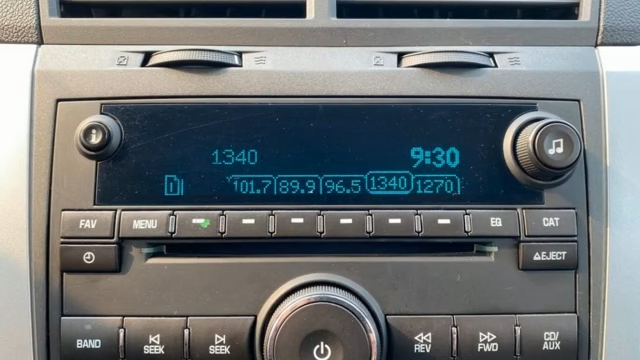 1340 9:30
101.7 89.9 96.5 1340 1270
FAV MENU EQ CAT
▲EJECT
BAND SEEK SEEK REV FWD CD/
AUX